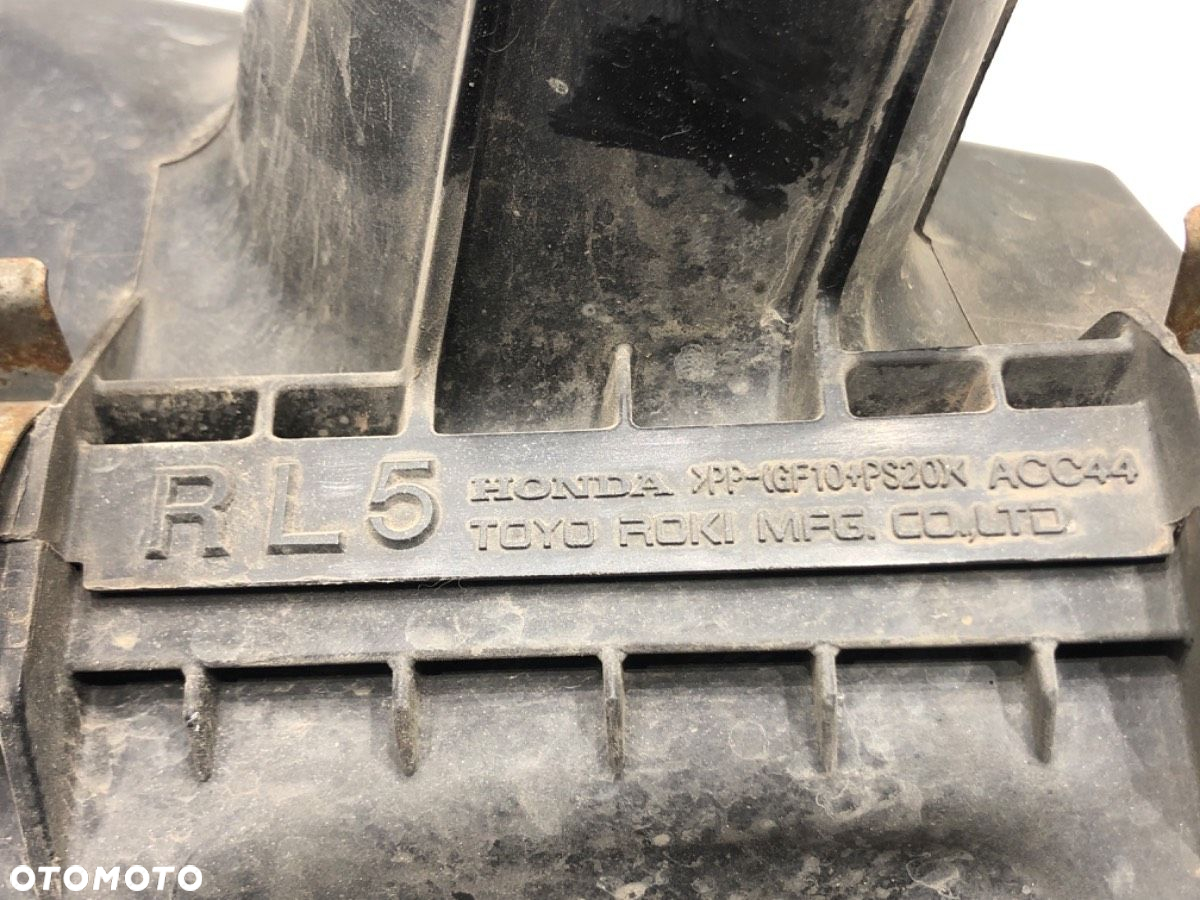 RL5 HONDA >PP-(GF10+PS20)< ACC44
TOYO ROKI MFG. CO.,LTD.
OTOMOTO